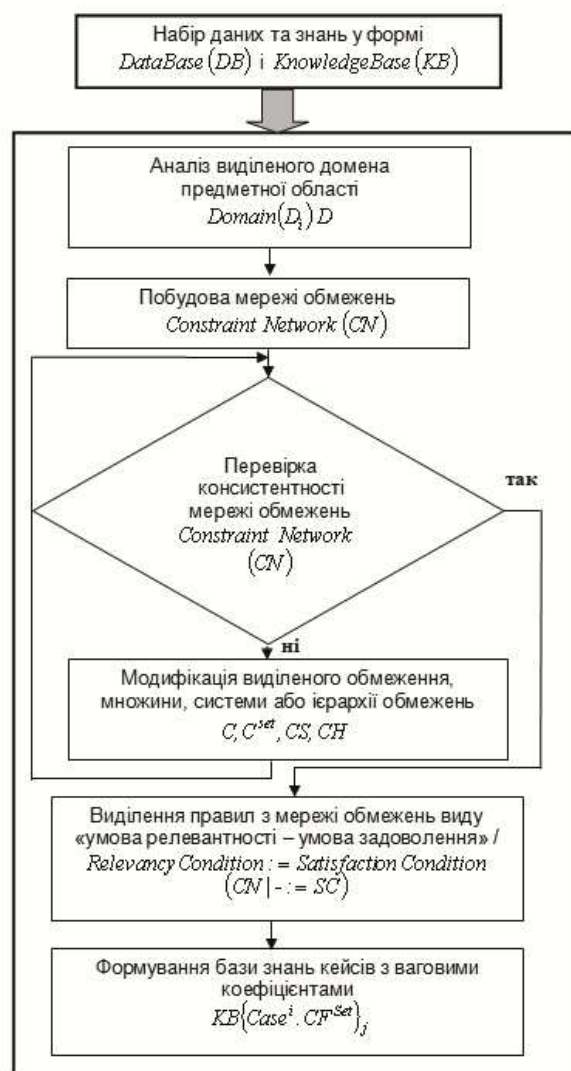 Набір даних та знань у формі
DataBase (DB) і KnowledgeBase (KB)
Аналіз виділеного домена
предметної області
Domain(D_i) D
Побудова мережі обмежень
Constraint Network (CN)
Перевірка
консистентності
мережі обмежень
Constraint Network
(CN)
так
ні
Модифікація виділеного обмеження,
множини, системи або ієрархії обмежень
C, C^set, CS, CH
Виділення правил з мережі обмежень виду
«умова релевантності – умова задоволення» /
Relevancy Condition := Satisfaction Condition
(CN | - := SC)
Формування бази знань кейсів з ваговими
коефіцієнтами
KB{Case^i . CF^Set}_j